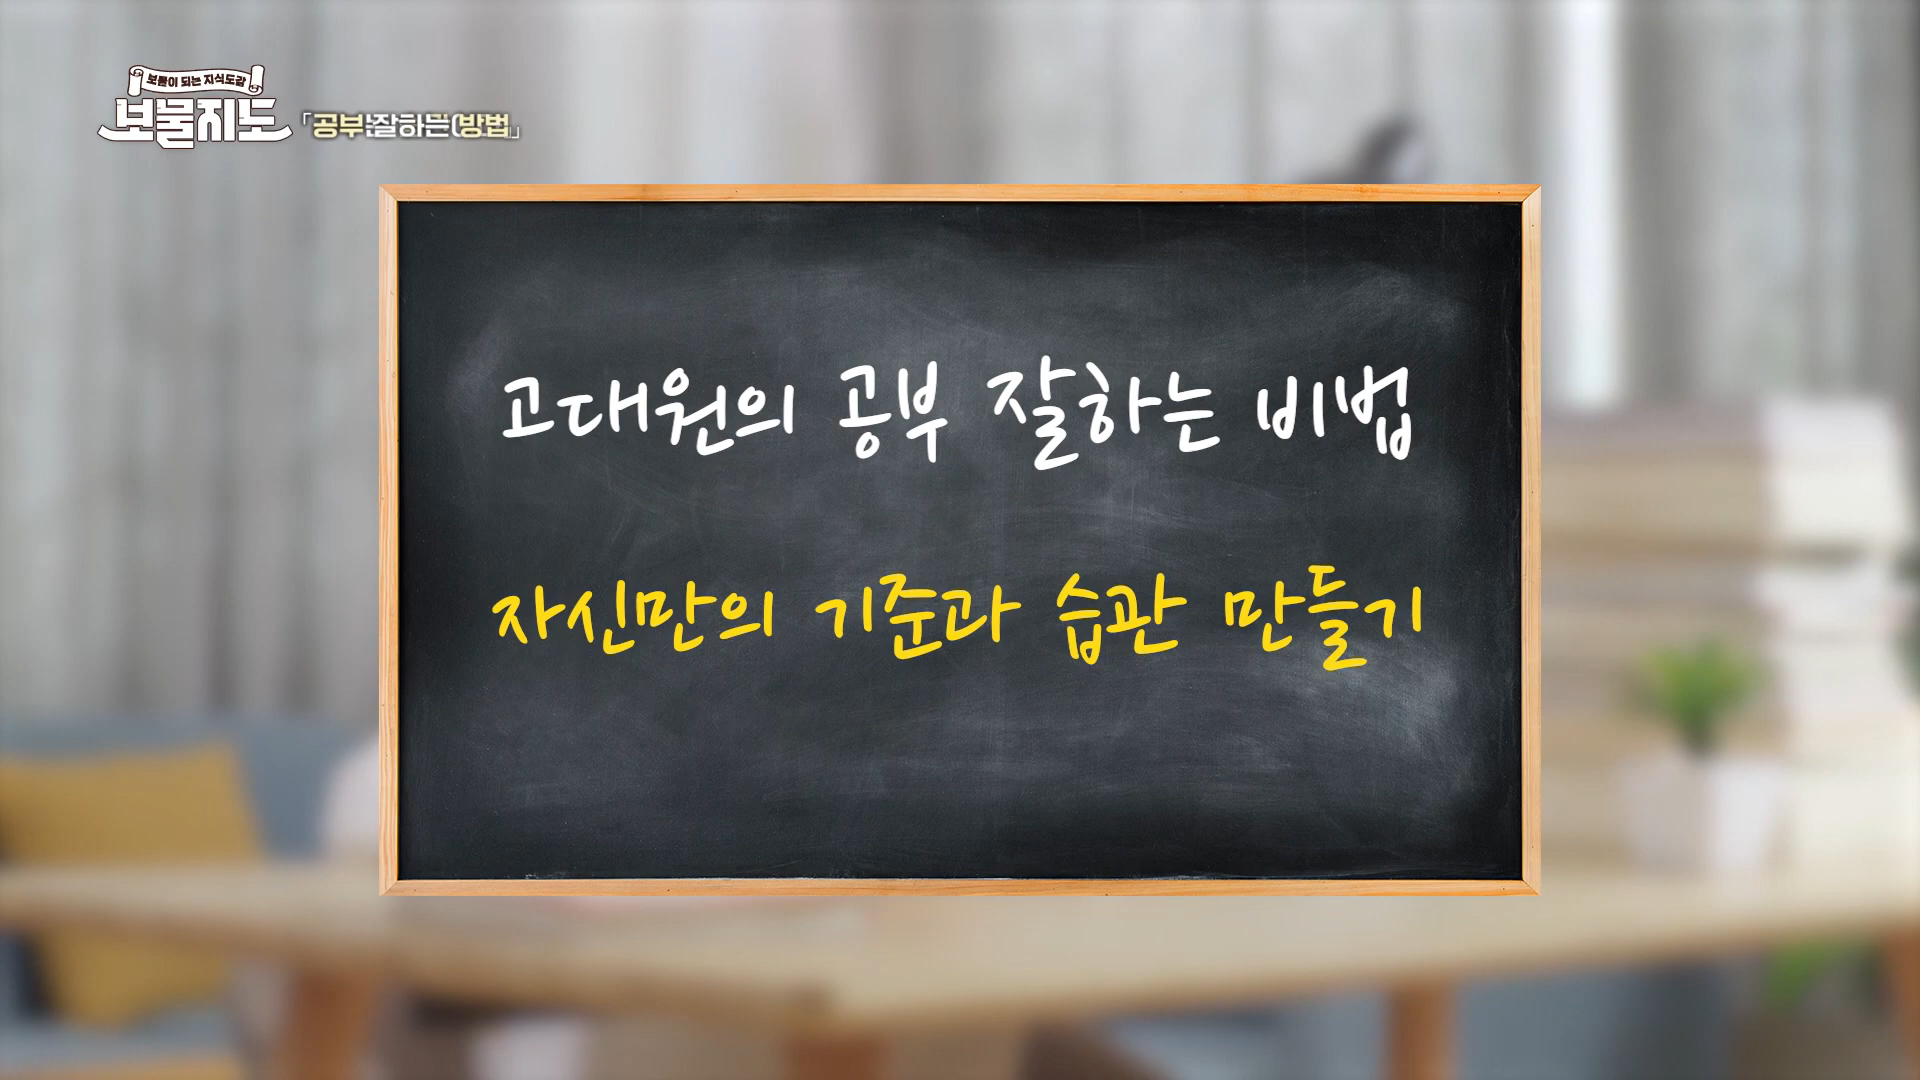 보물이 되는 지식도감
보물지도
「공부 잘하는 방법」
고대원의 공부 잘하는 비법
자신만의 기준과 습관 만들기